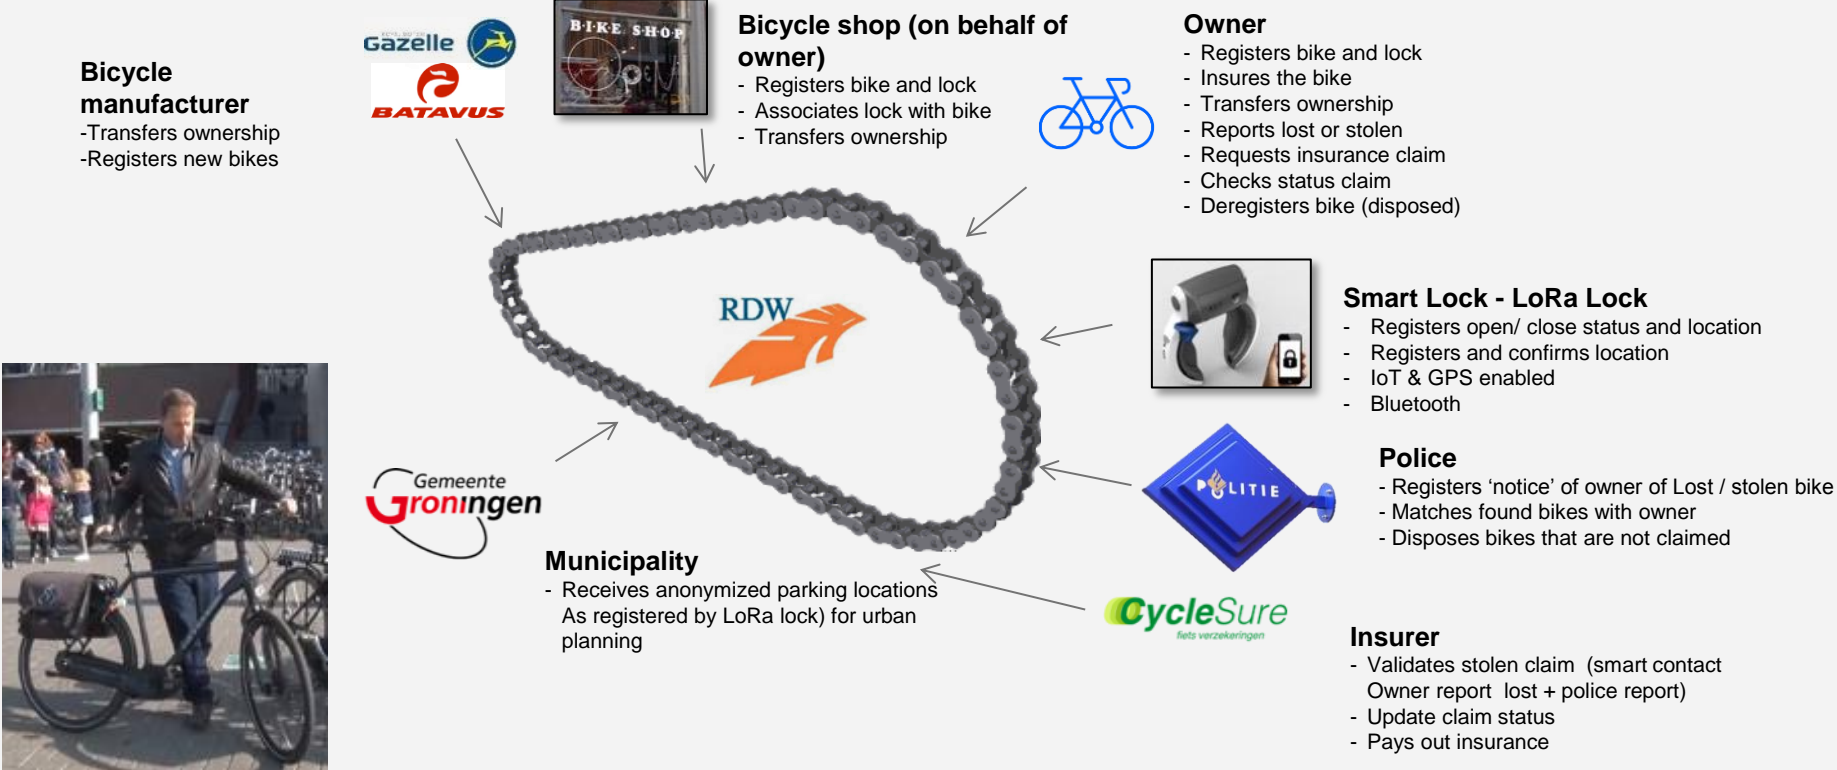 Bicycle
manufacturer
-Transfers ownership
-Registers new bikes
Gazelle
BATAVUS
B·I·K·E S·H·O·P
Bicycle shop (on behalf of
owner)
- Registers bike and lock
- Associates lock with bike
- Transfers ownership
Owner
- Registers bike and lock
- Insures the bike
- Transfers ownership
- Reports lost or stolen
- Requests insurance claim
- Checks status claim
- Deregisters bike (disposed)
RDW
Smart Lock - LoRa Lock
- Registers open/ close status and location
- Registers and confirms location
- IoT & GPS enabled
- Bluetooth
POLITIE
Police
- Registers ‘notice’ of owner of Lost / stolen bike
- Matches found bikes with owner
- Disposes bikes that are not claimed
Gemeente
Groningen
Municipality
- Receives anonymized parking locations
As registered by LoRa lock) for urban
planning
CycleSure
fiets verzekeringen
Insurer
- Validates stolen claim (smart contact
Owner report lost + police report)
- Update claim status
- Pays out insurance